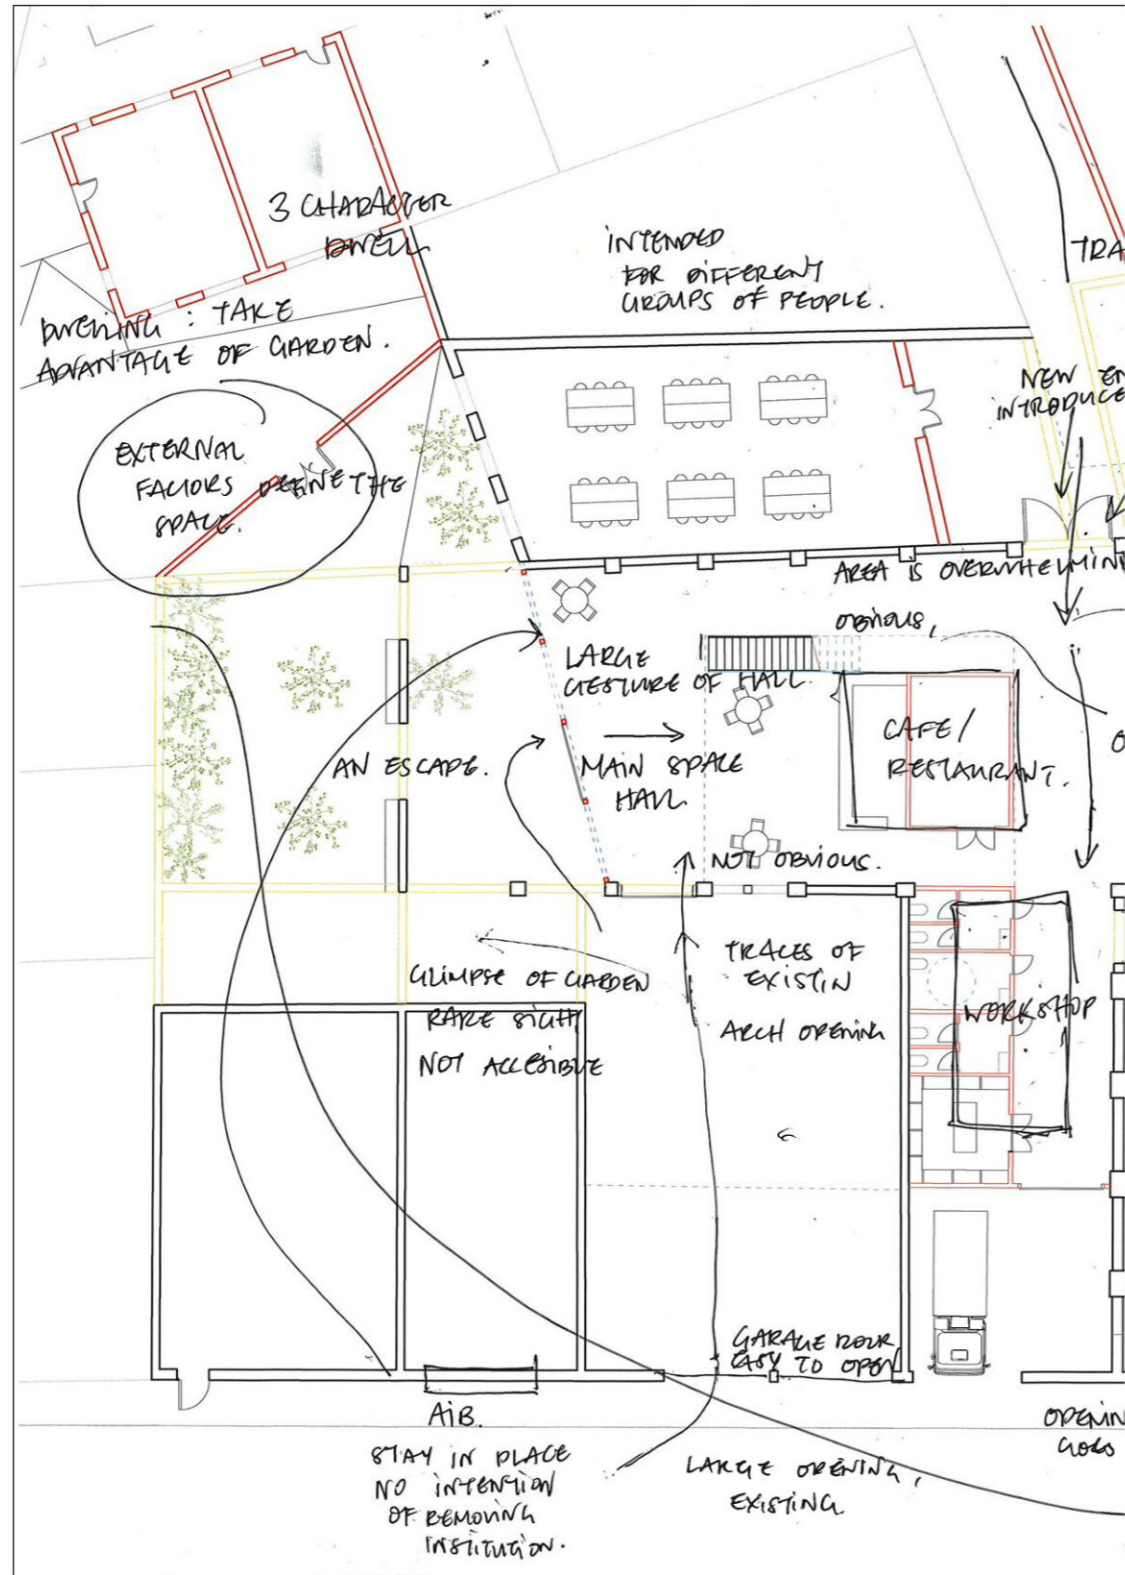 3 CHARACTER
DWELL
INTENDED
FOR DIFFERENT
GROUPS OF PEOPLE.
TRA
DWELLING : TAKE
ADVANTAGE OF GARDEN.
NEW EN
INTRODUCE
EXTERNAL
FACTORS DEFINE THE
SPACE.
AREA IS OVERWHELMIN
OBVIOUS,
LARGE
GESTURE OF HALL.
CAFE/
RESTAURANT.
O
AN ESCAPE.
MAIN SPACE
HALL
NOT OBVIOUS.
TRACES OF
EXISTIN
ARCH OPENING
GLIMPSE OF GARDEN
RARE SIGHT
NOT ACCESIBLE
WORKSHOP
GARAGE DOOR
EASY TO OPEN
AIB.
STAY IN PLACE
NO INTENTION
OF REMOVING
INSTITUTION.
LARGE OPENING,
EXISTING
OPENIN